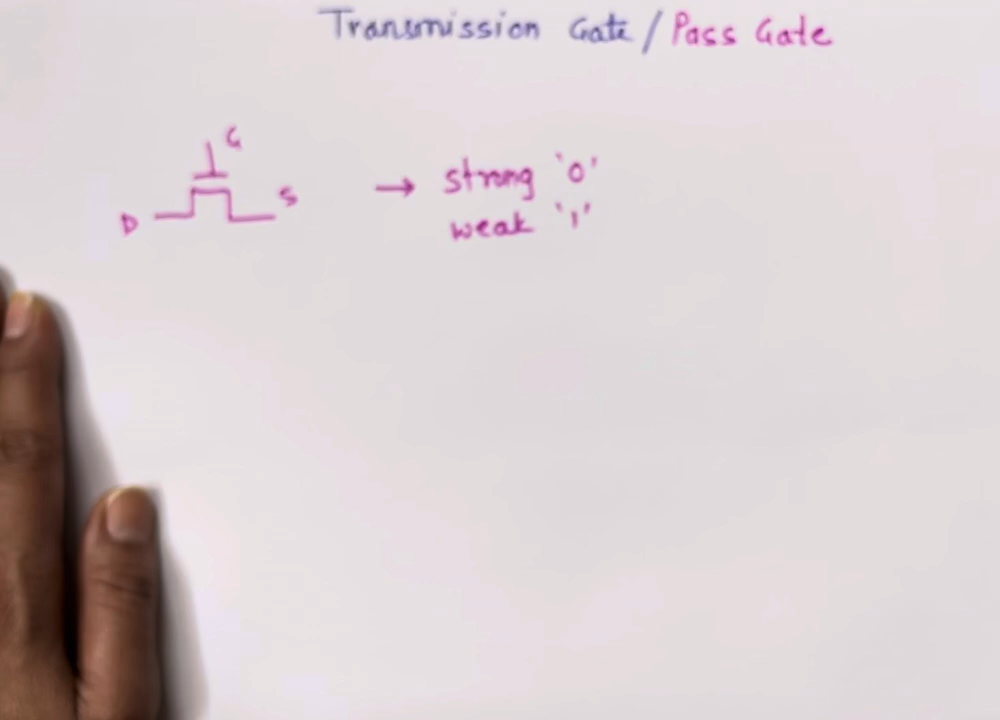 Transmission Gate / Pass Gate
G
D
S
→ strong '0'
weak '1'